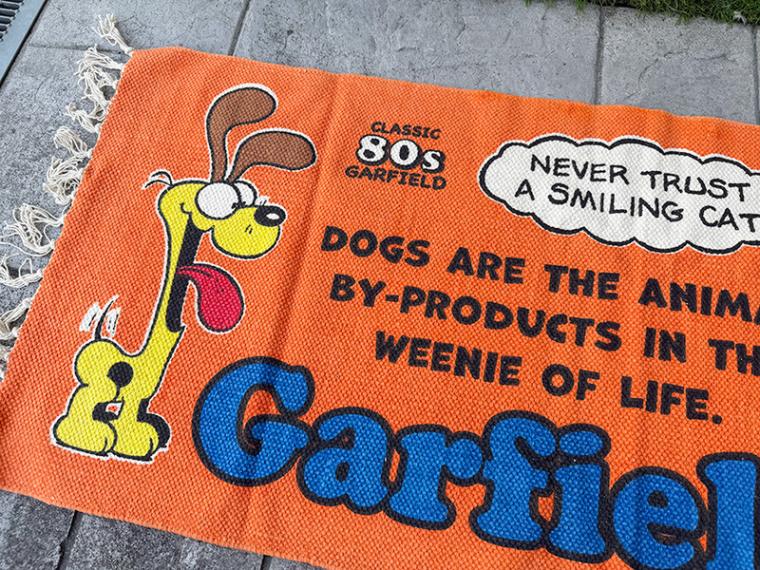 CLASSIC
80s
GARFIELD
NEVER TRUST
A SMILING CAT
DOGS ARE THE ANIMA
BY-PRODUCTS IN TH
WEENIE OF LIFE.
Garfiel